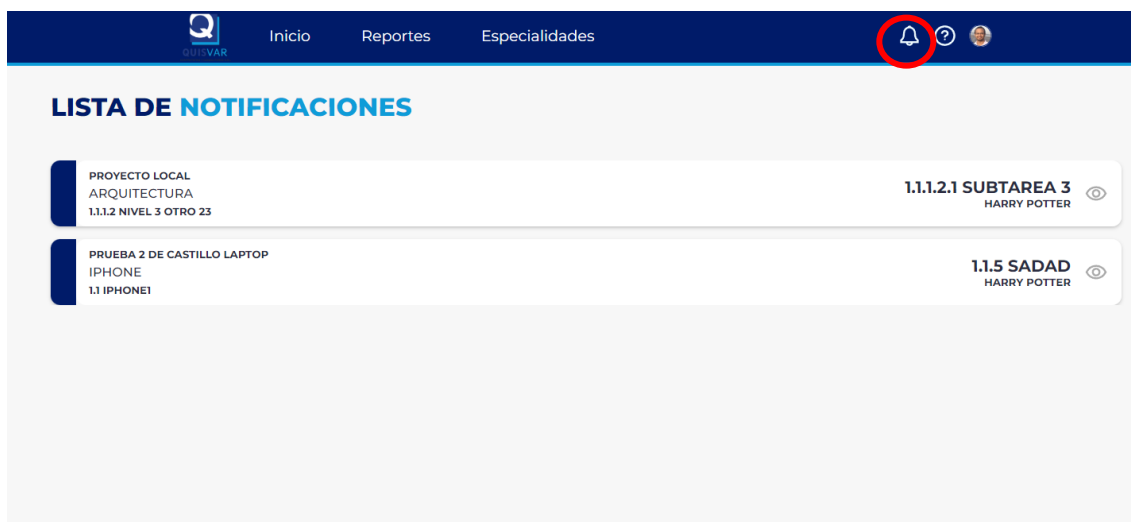 Q
QUISVAR
Inicio
Reportes
Especialidades
LISTA DE NOTIFICACIONES
PROYECTO LOCAL
ARQUITECTURA
1.1.1.2 NIVEL 3 OTRO 23
1.1.1.2.1 SUBTAREA 3
HARRY POTTER
PRUEBA 2 DE CASTILLO LAPTOP
IPHONE
1.1 IPHONE1
1.1.5 SADAD
HARRY POTTER